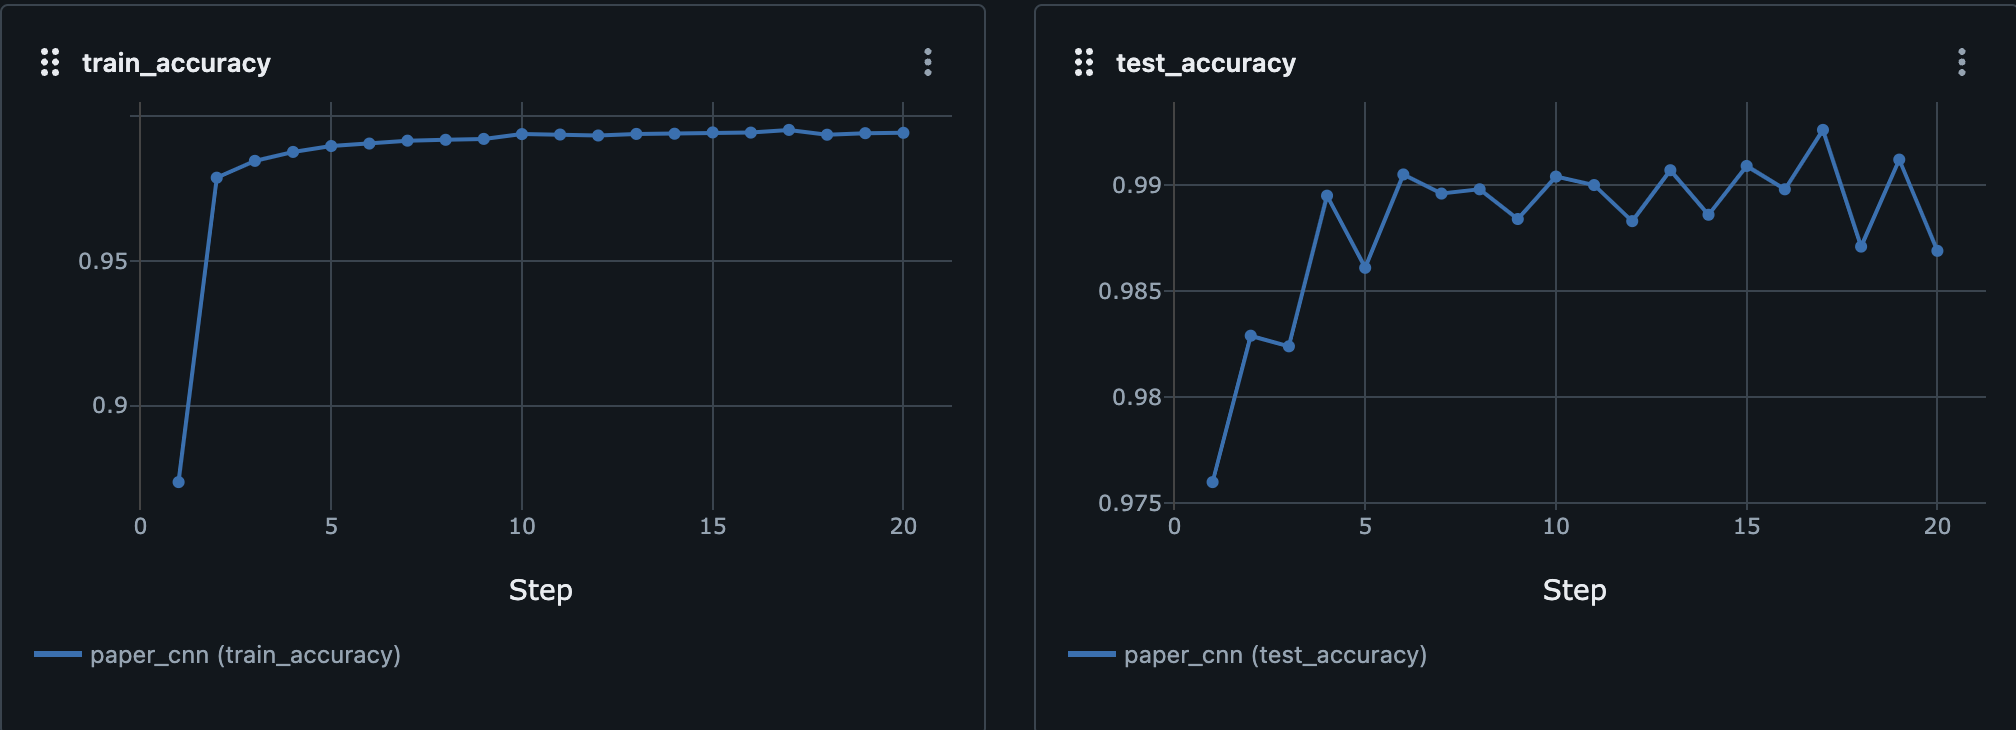 train_accuracy
0.95
0.9
0 5 10 15 20
Step
paper_cnn (train_accuracy)
test_accuracy
0.99
0.985
0.98
0.975
0 5 10 15 20
Step
paper_cnn (test_accuracy)